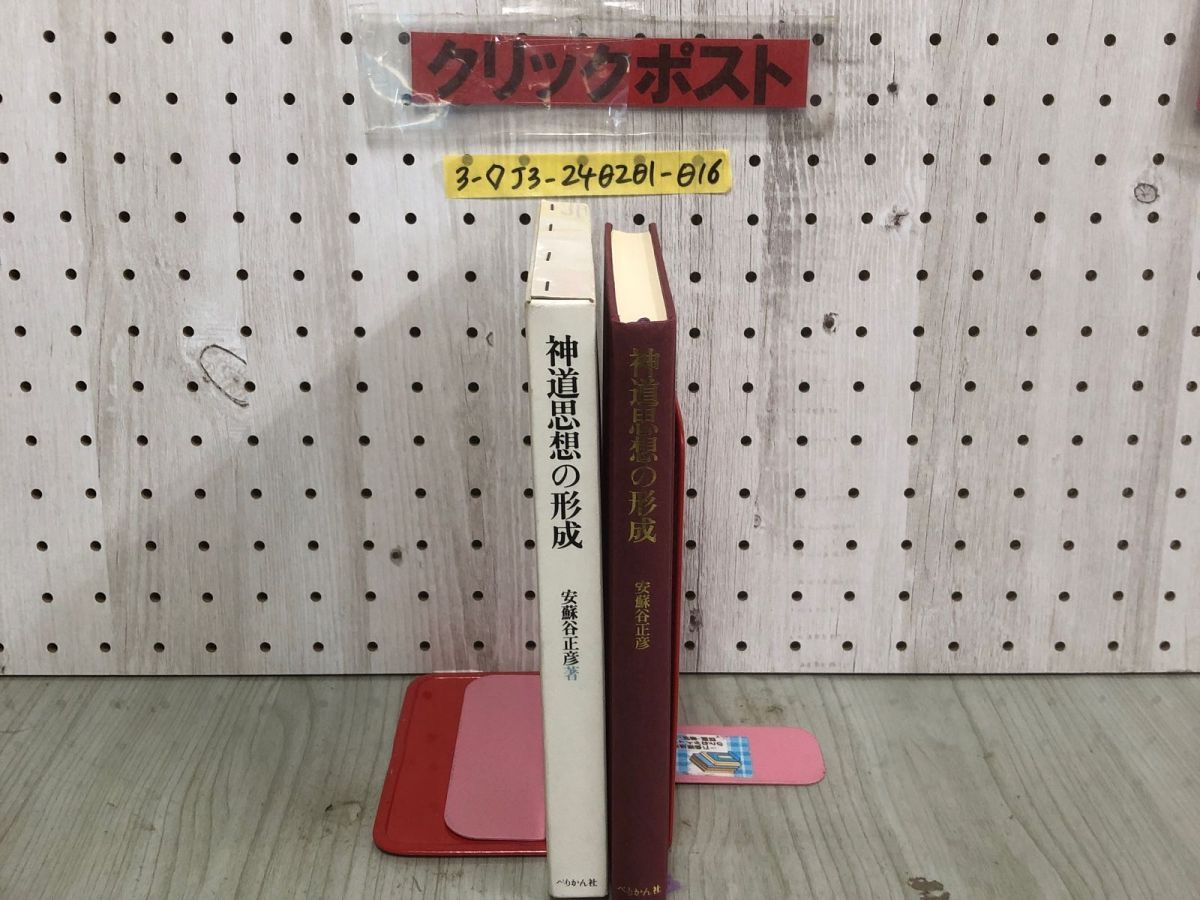 クリックポスト
3-◇J3-240201-016
神道思想の形成
安蘇谷正彦著
ぺりかん社
神道思想の形成
安蘇谷正彦
ぺりかん社